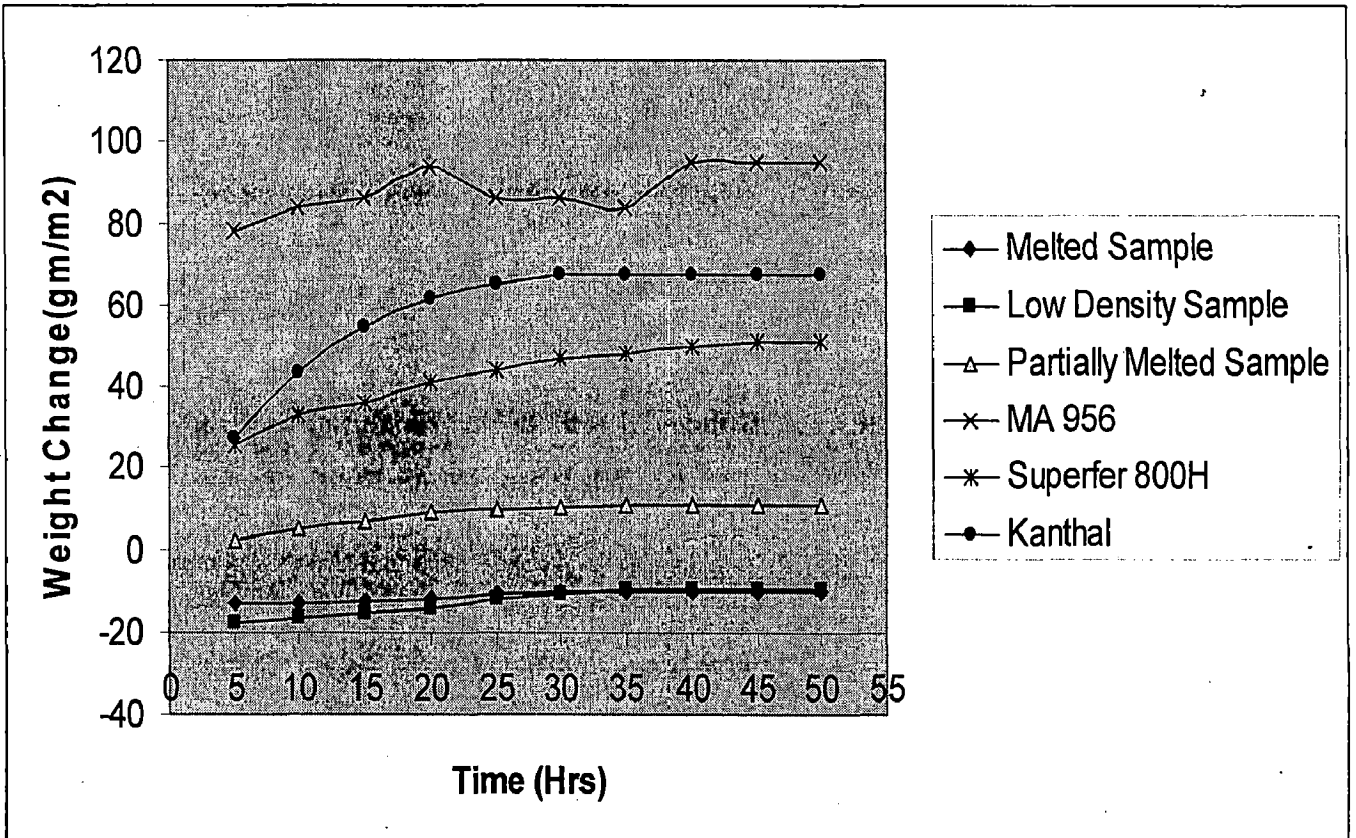 120
100
80
60
40
20
0
-20
-40
0 5 10 15 20 25 30 35 40 45 50 55
Weight Change(gm/m2)
Time (Hrs)
Melted Sample
Low Density Sample
Partially Melted Sample
MA 956
Superfer 800H
Kanthal